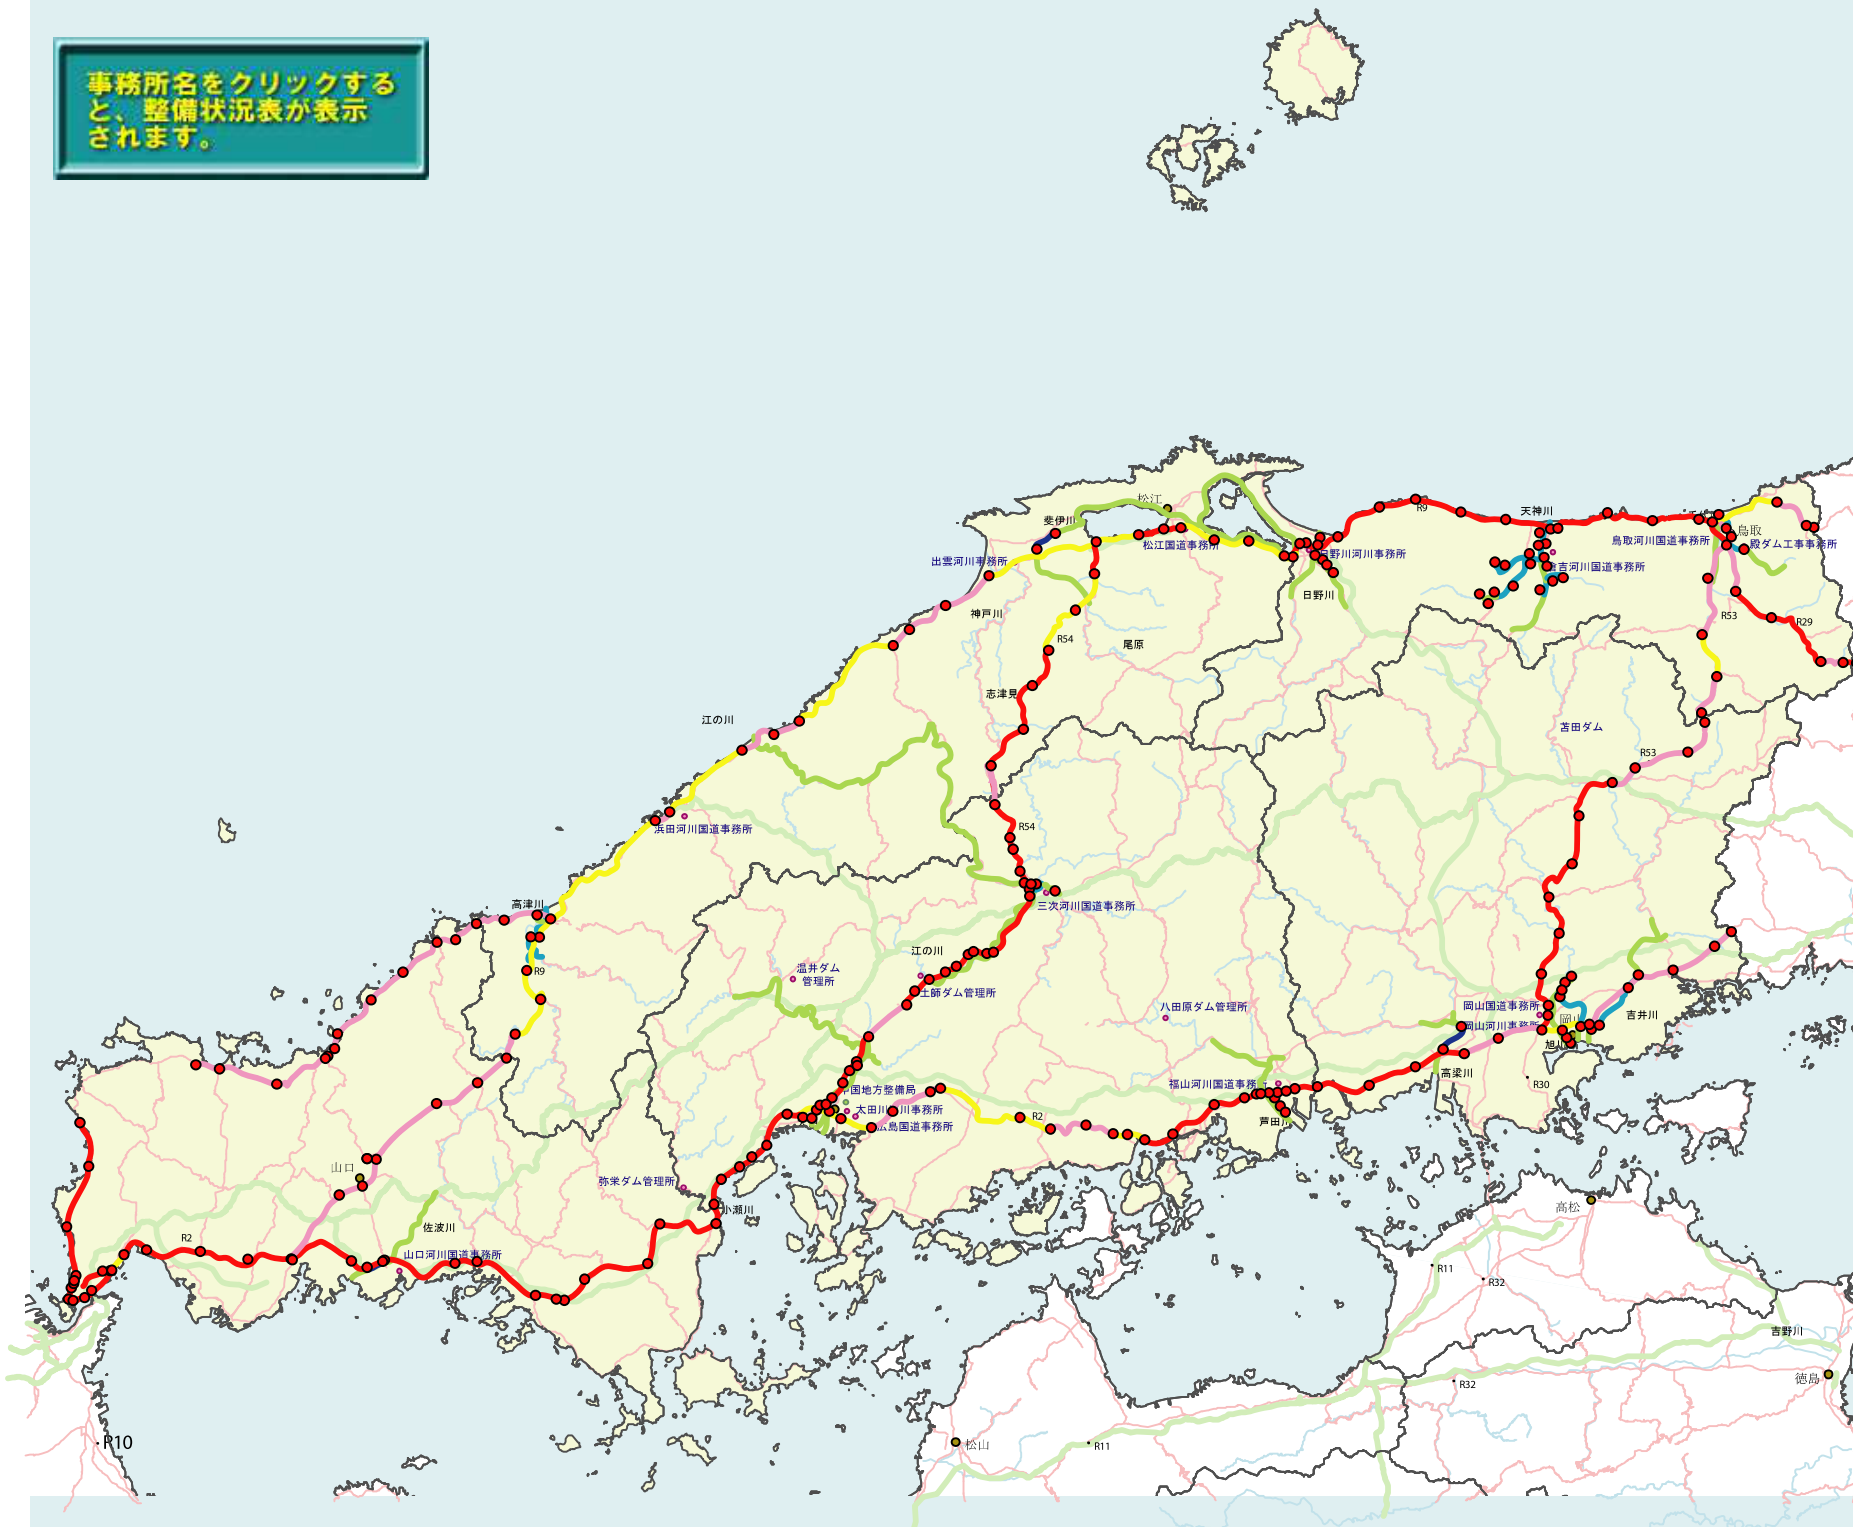 事務所名をクリックする
と、整備状況表が表示
されます。
松江
斐伊川
松江国道事務所
出雲河川事務所
日野川河川事務所
R9
天神川
鳥取
鳥取河川国道事務所
殿ダム工事事務所
倉吉河川国道事務所
日野川
神戸川
R54
尾原
R53
R29
志津見
江の川
苫田ダム
R53
浜田河川国道事務所
R54
高津川
三次河川国道事務所
江の川
R9
温井ダム
管理所
土師ダム管理所
八田原ダム管理所
岡山国道事務所
岡山河川事務所
岡山
吉井川
旭川
高梁川
R30
福山河川国道事務
中国地方整備局
太田川河川事務所
広島国道事務所
R2
芦田川
山口
弥栄ダム管理所
小瀬川
佐波川
R2
山口河川国道事務所
高松
R11
R32
吉野川
R32
徳島
R10
松山
R11